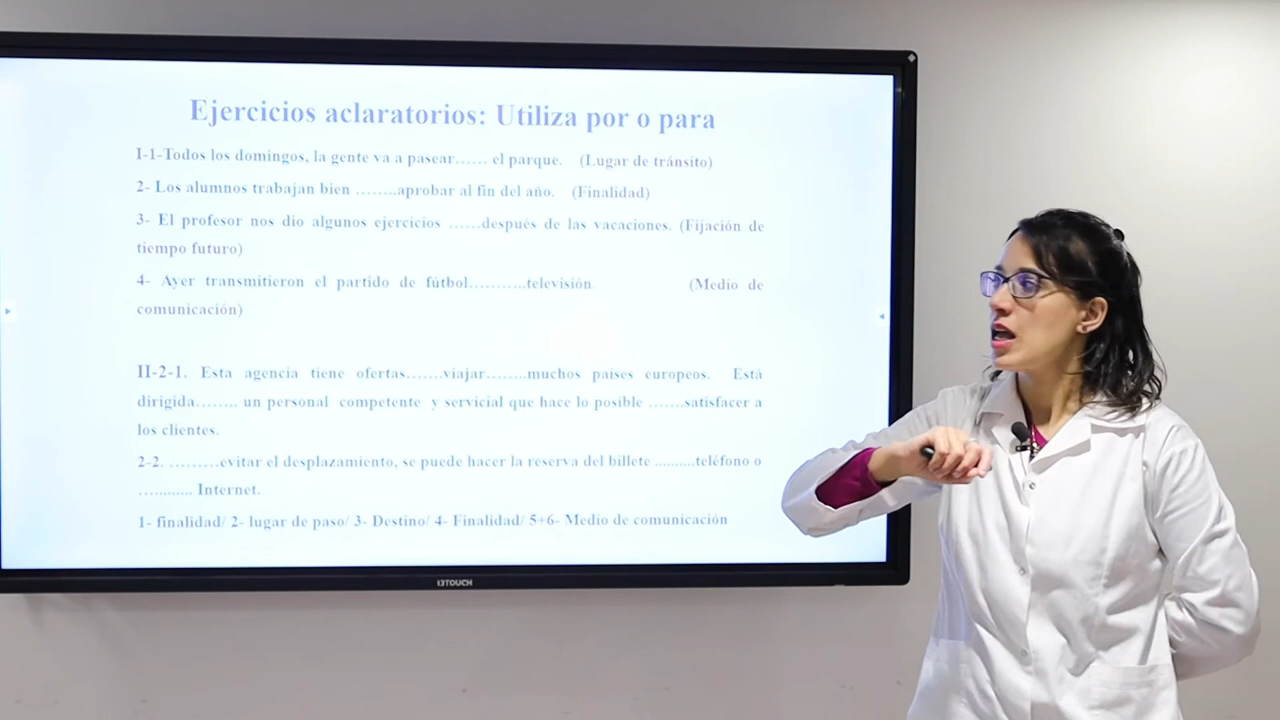 Ejercicios aclaratorios: Utiliza por o para
I-1-Todos los domingos, la gente va a pasear…… el parque. (Lugar de tránsito)
2- Los alumnos trabajan bien ……..aprobar al fin del año. (Finalidad)
3- El profesor nos dio algunos ejercicios ……después de las vacaciones. (Fijación de
tiempo futuro)
4- Ayer transmitieron el partido de fútbol………..televisión. (Medio de
comunicación)
II-2-1. Esta agencia tiene ofertas…….viajar……..muchos países europeos. Está
dirigida…….. un personal competente y servicial que hace lo posible …….satisfacer a
los clientes.
2-2. ………evitar el desplazamiento, se puede hacer la reserva del billete ..........teléfono o
…......... Internet.
1- finalidad/ 2- lugar de paso/ 3- Destino/ 4- Finalidad/ 5+6- Medio de comunicación
I3TOUCH